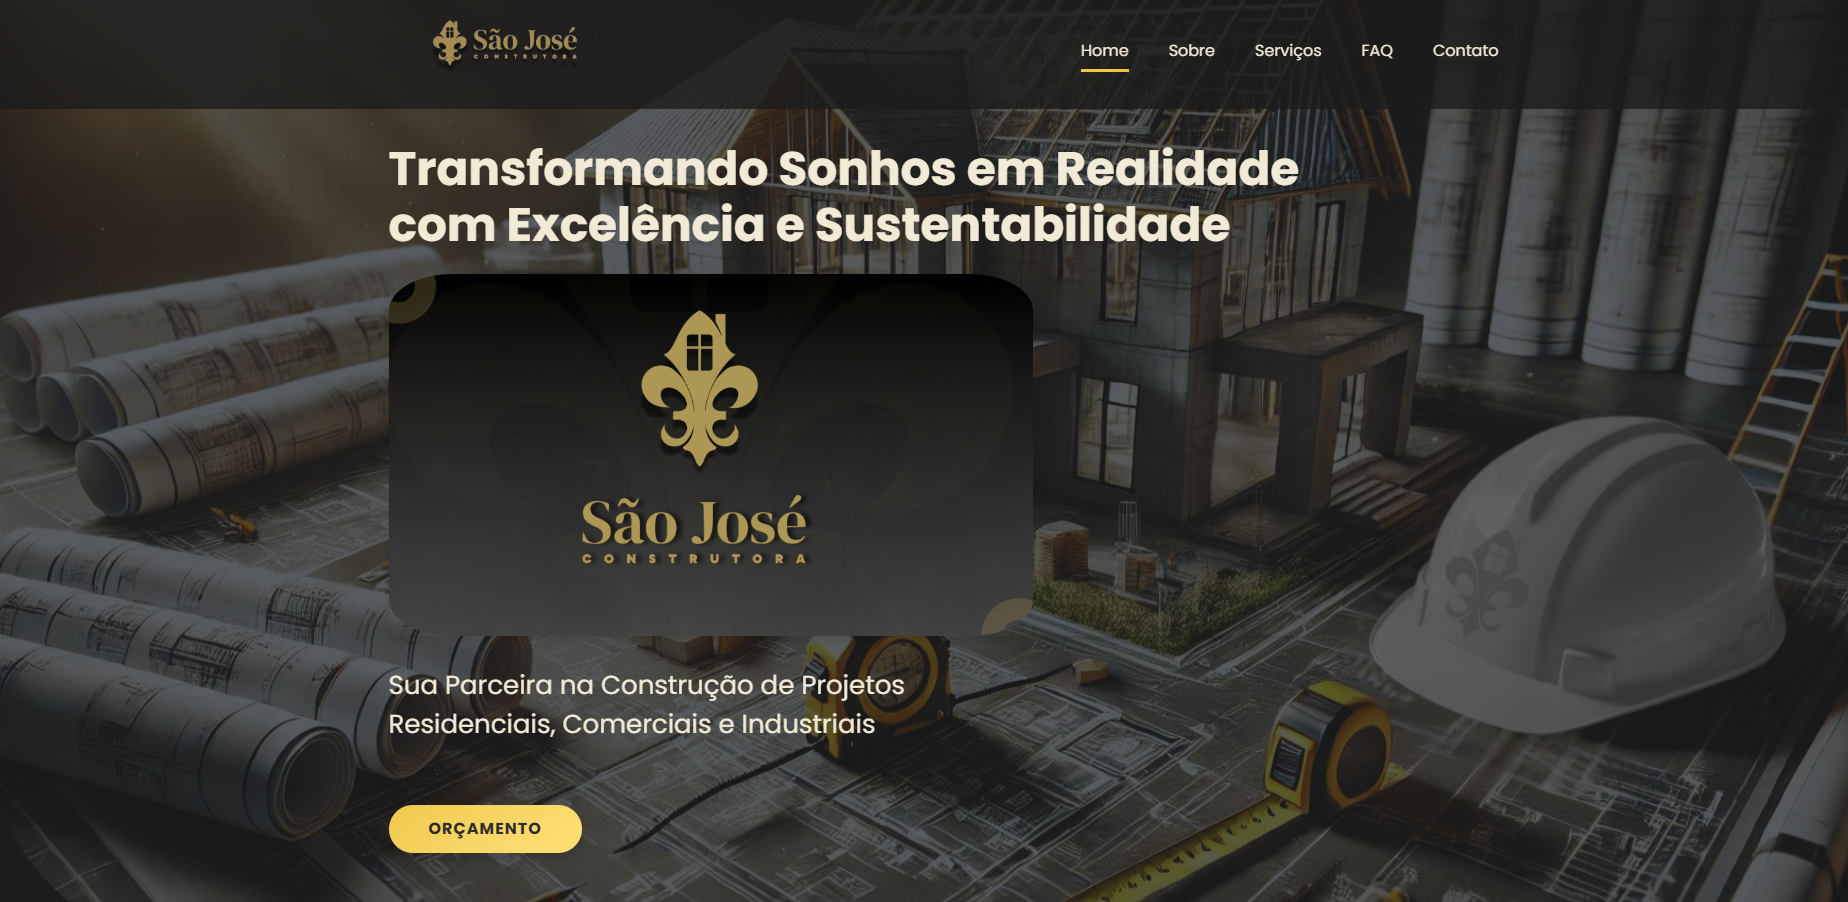 São José
CONSTRUTORA
Home Sobre Serviços FAQ Contato
Transformando Sonhos em Realidade
com Excelência e Sustentabilidade
São José
CONSTRUTORA
Sua Parceira na Construção de Projetos
Residenciais, Comerciais e Industriais
ORÇAMENTO